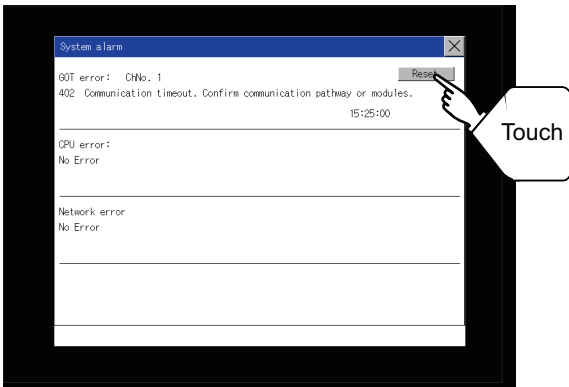 System alarm
GOT error: ChNo. 1
Reset
402 Communication timeout. Confirm communication pathway or modules.
15:25:00
Touch
CPU error:
No Error
Network error
No Error